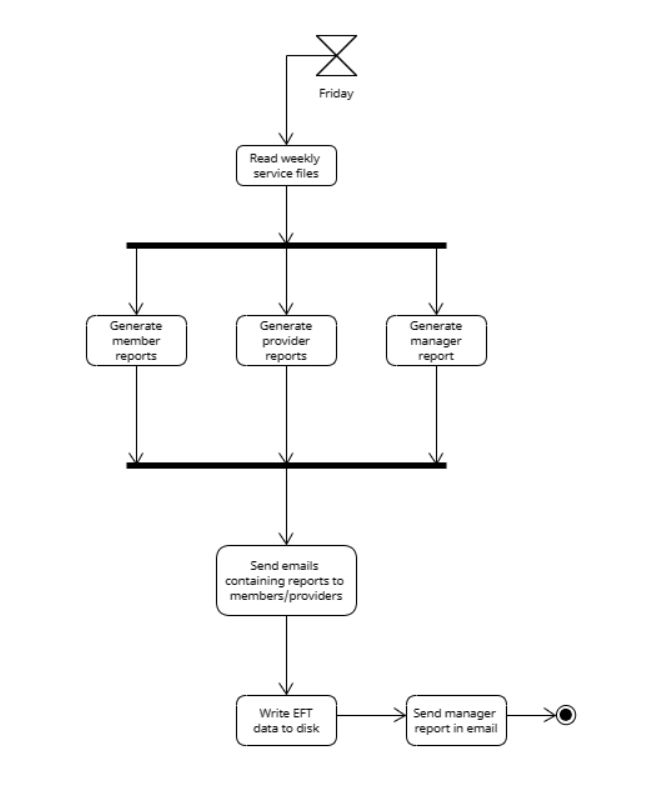 Friday
Read weekly
service files
Generate
member
reports
Generate
provider
reports
Generate
manager
report
Send emails
containing reports to
members/providers
Write EFT
data to disk
Send manager
report in email